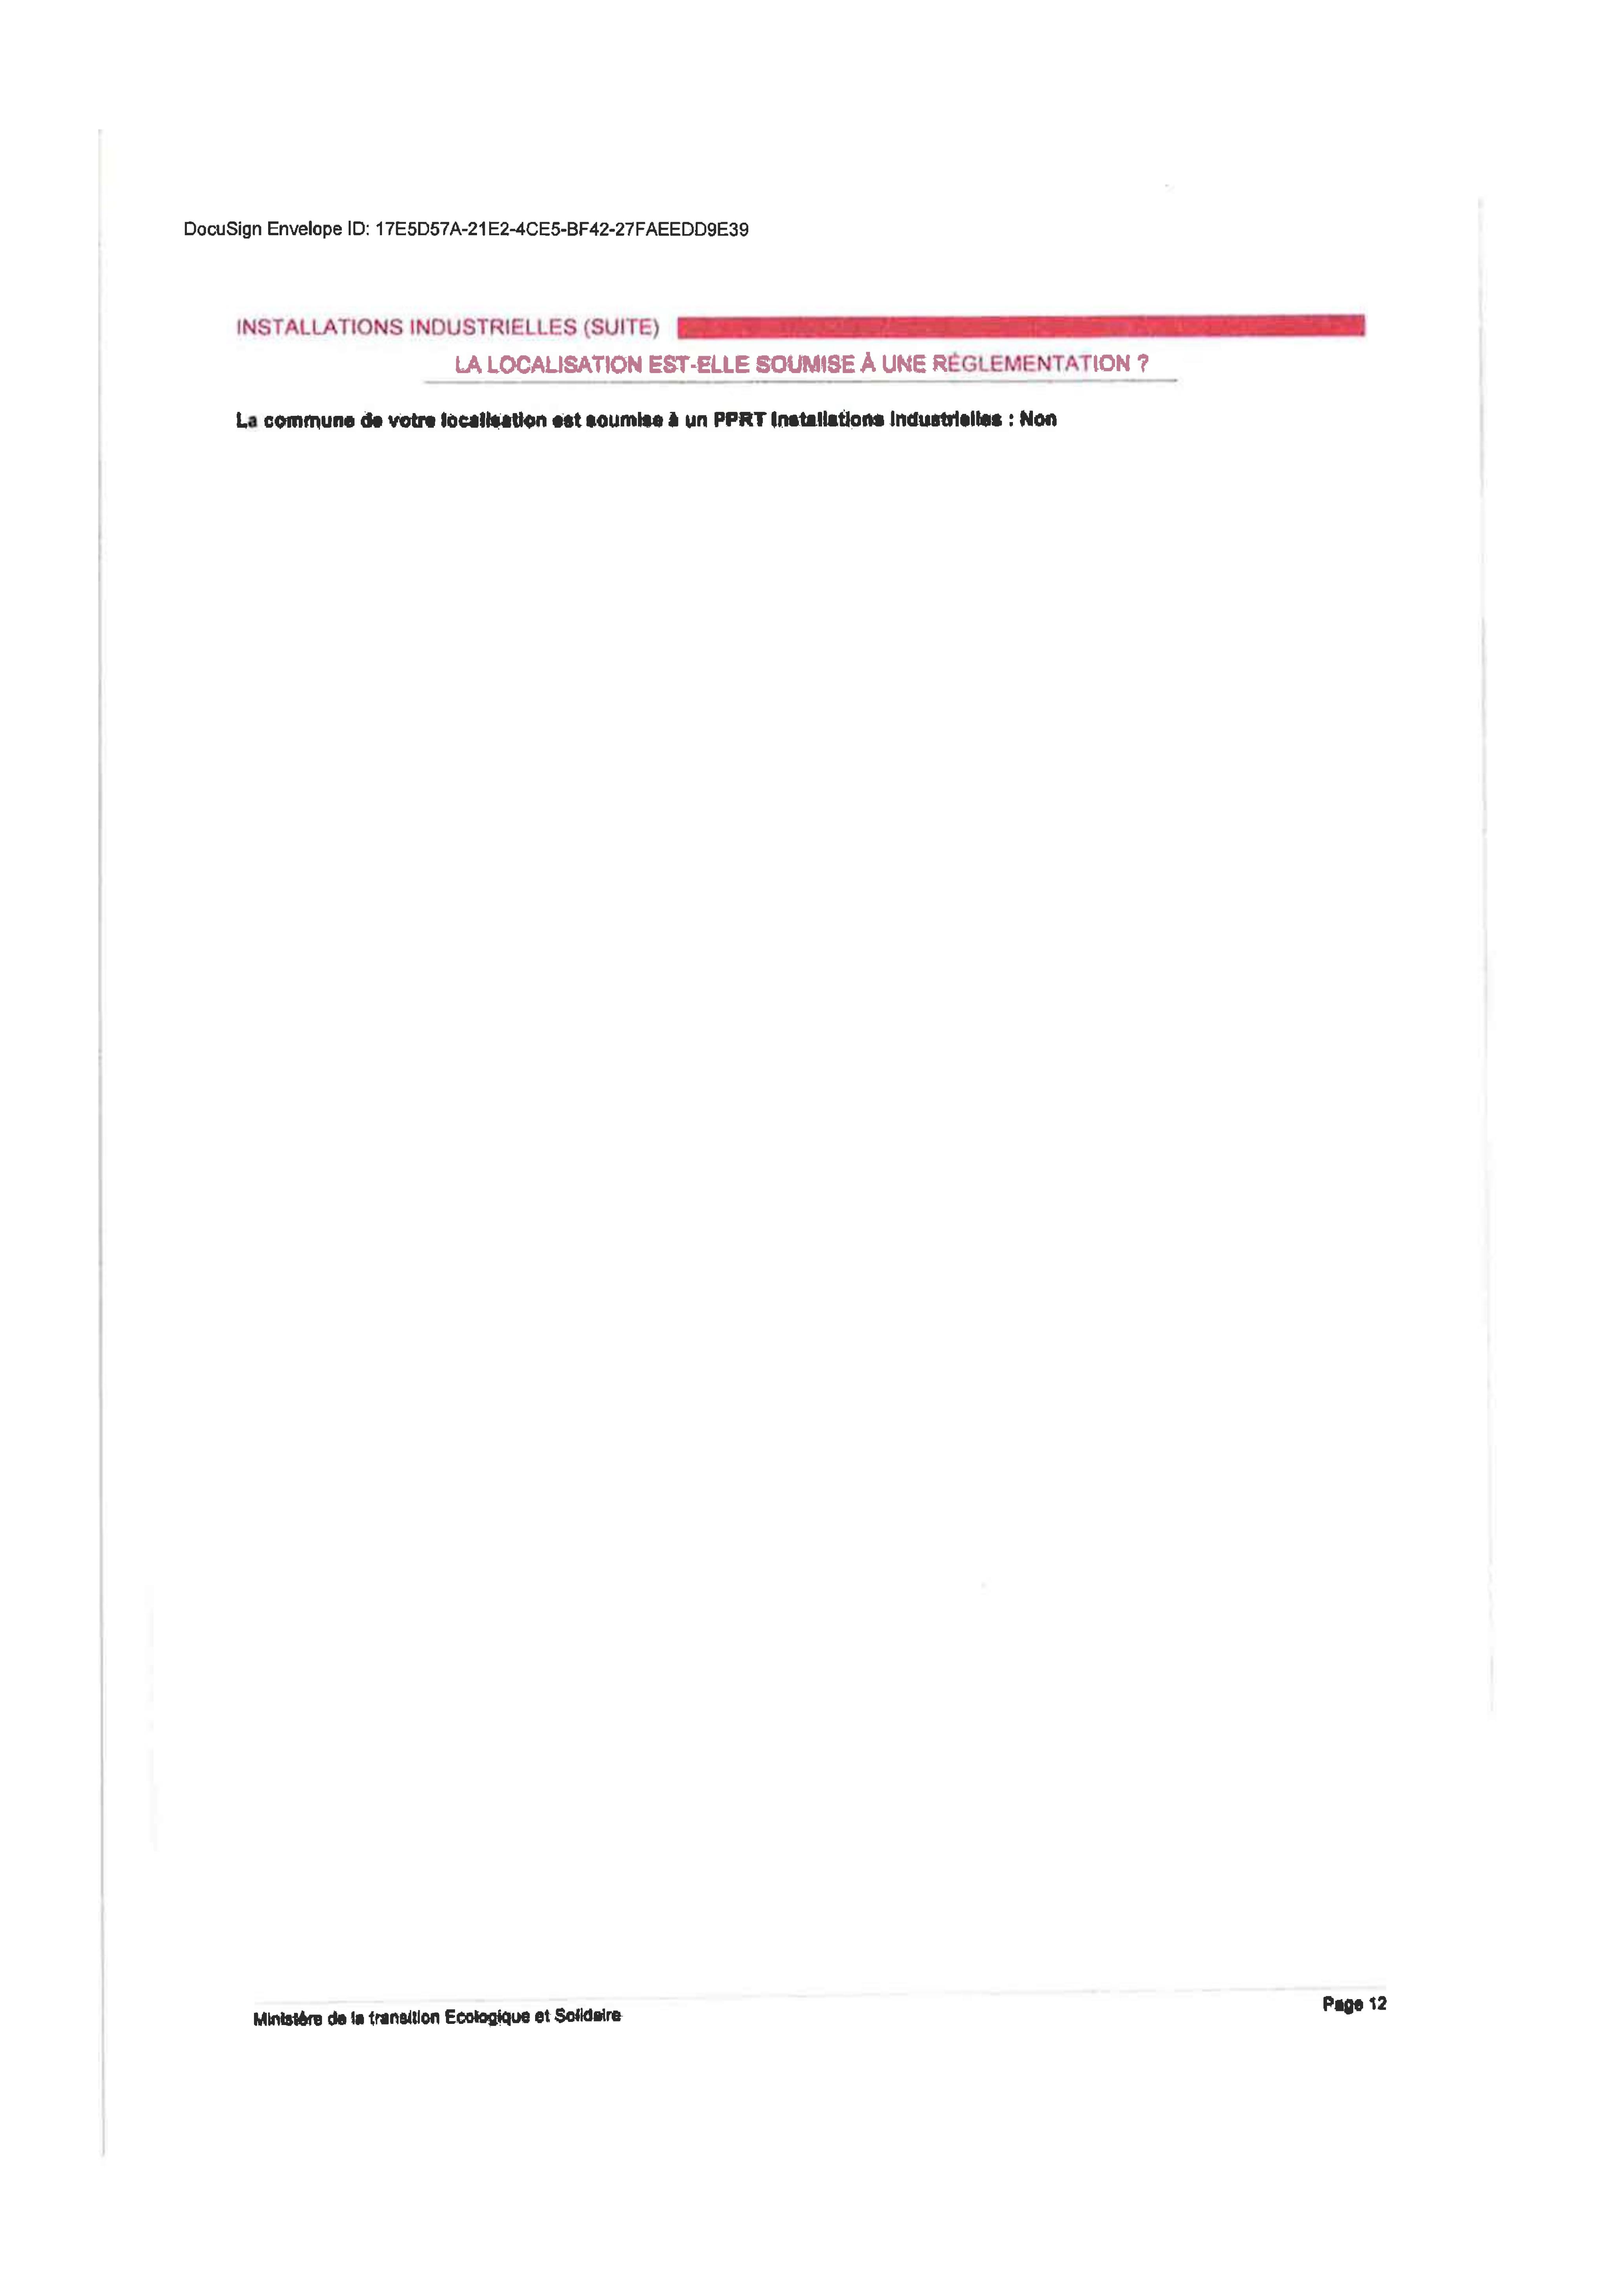 DocuSign Envelope ID: 17E5D57A-21E2-4CE5-BF42-27FAEEDD9E39
INSTALLATIONS INDUSTRIELLES (SUITE)
LA LOCALISATION EST-ELLE SOUMISE À UNE RÉGLEMENTATION ?
La commune de votre localisation est soumise à un PPRT Installations Industrielles : Non
Ministère de la transition Ecologique et Solidaire
Page 12